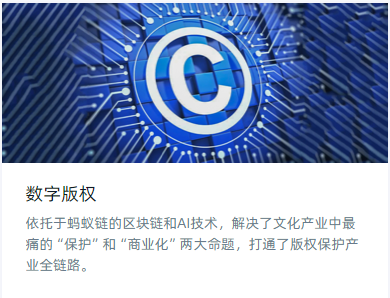 ©
数字版权
依托于蚂蚁链的区块链和AI技术，解决了文化产业中最
痛的“保护”和“商业化”两大命题，打通了版权保护产
业全链路。